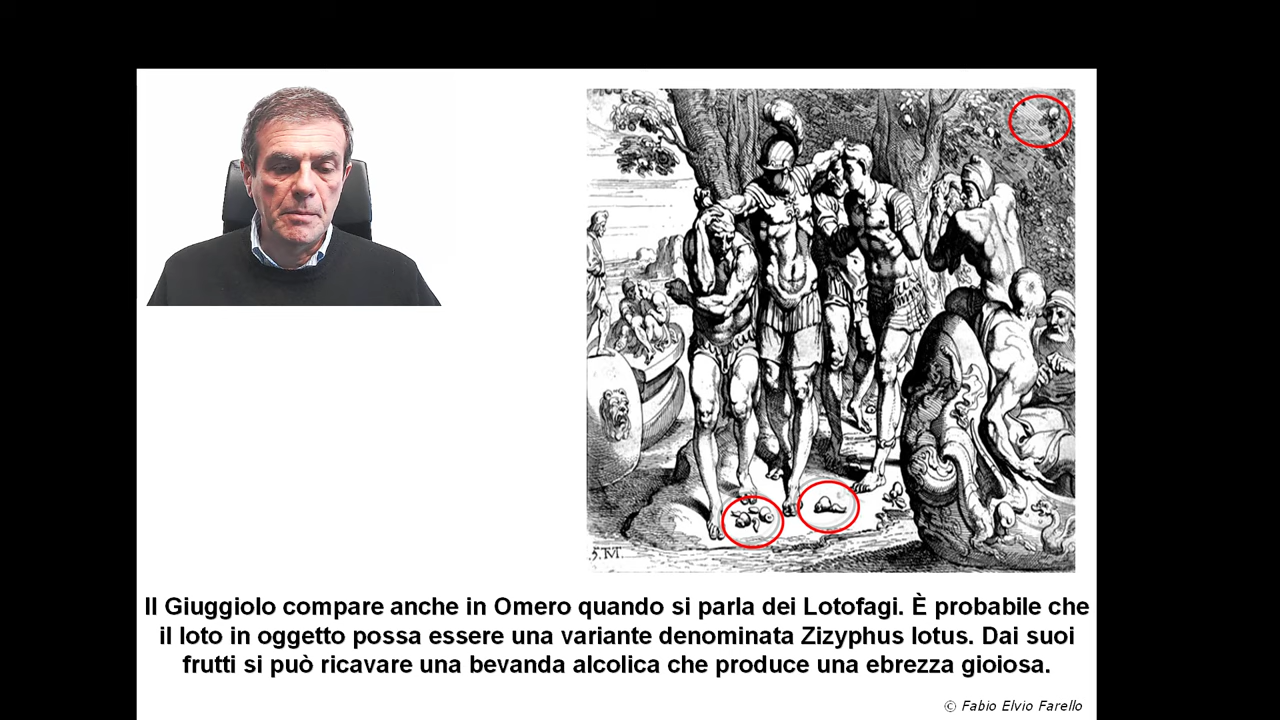 5. TVT.
Il Giuggiolo compare anche in Omero quando si parla dei Lotofagi. È probabile che
il loto in oggetto possa essere una variante denominata Zizyphus lotus. Dai suoi
frutti si può ricavare una bevanda alcolica che produce una ebrezza gioiosa.
© Fabio Elvio Farello